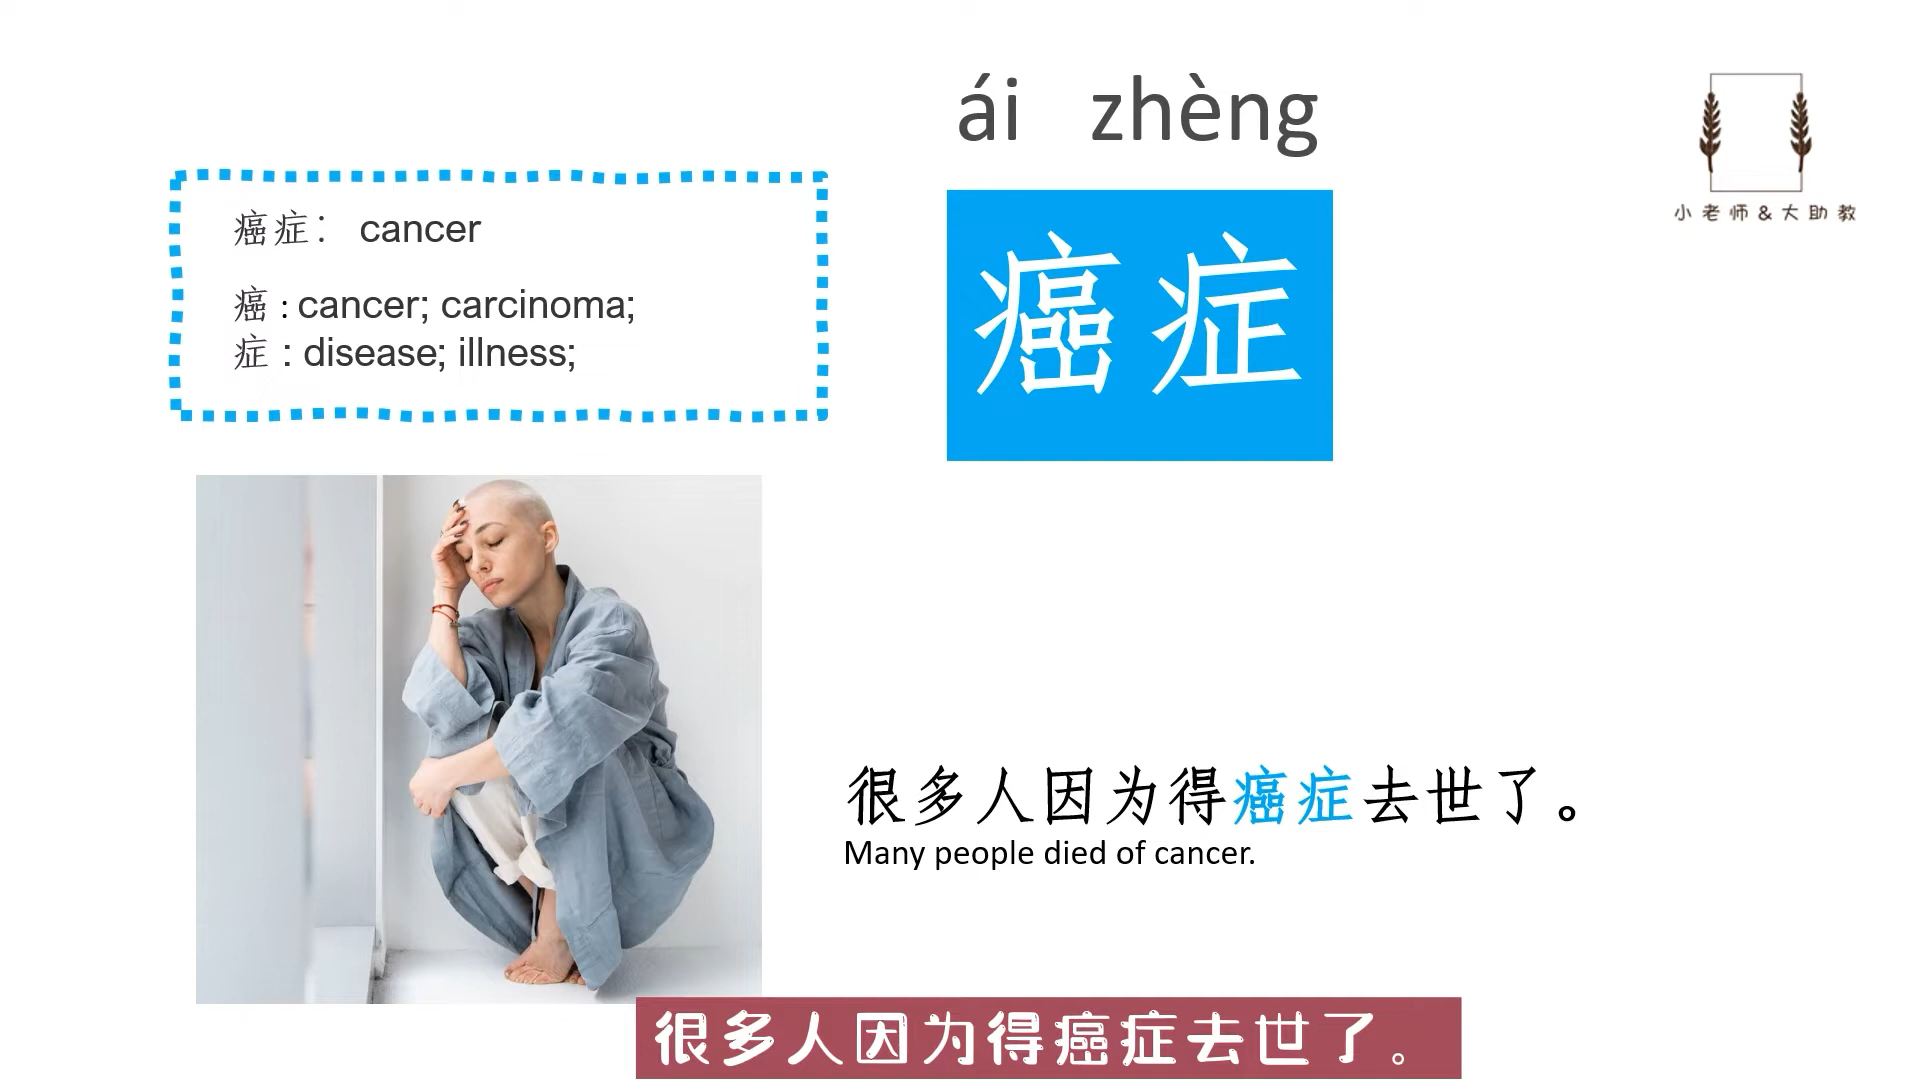 ái zhèng
小老师&大助教
癌症: cancer
癌: cancer; carcinoma;
症: disease; illness;
癌症
很多人因为得癌症去世了。
Many people died of cancer.
很多人因为得癌症去世了。